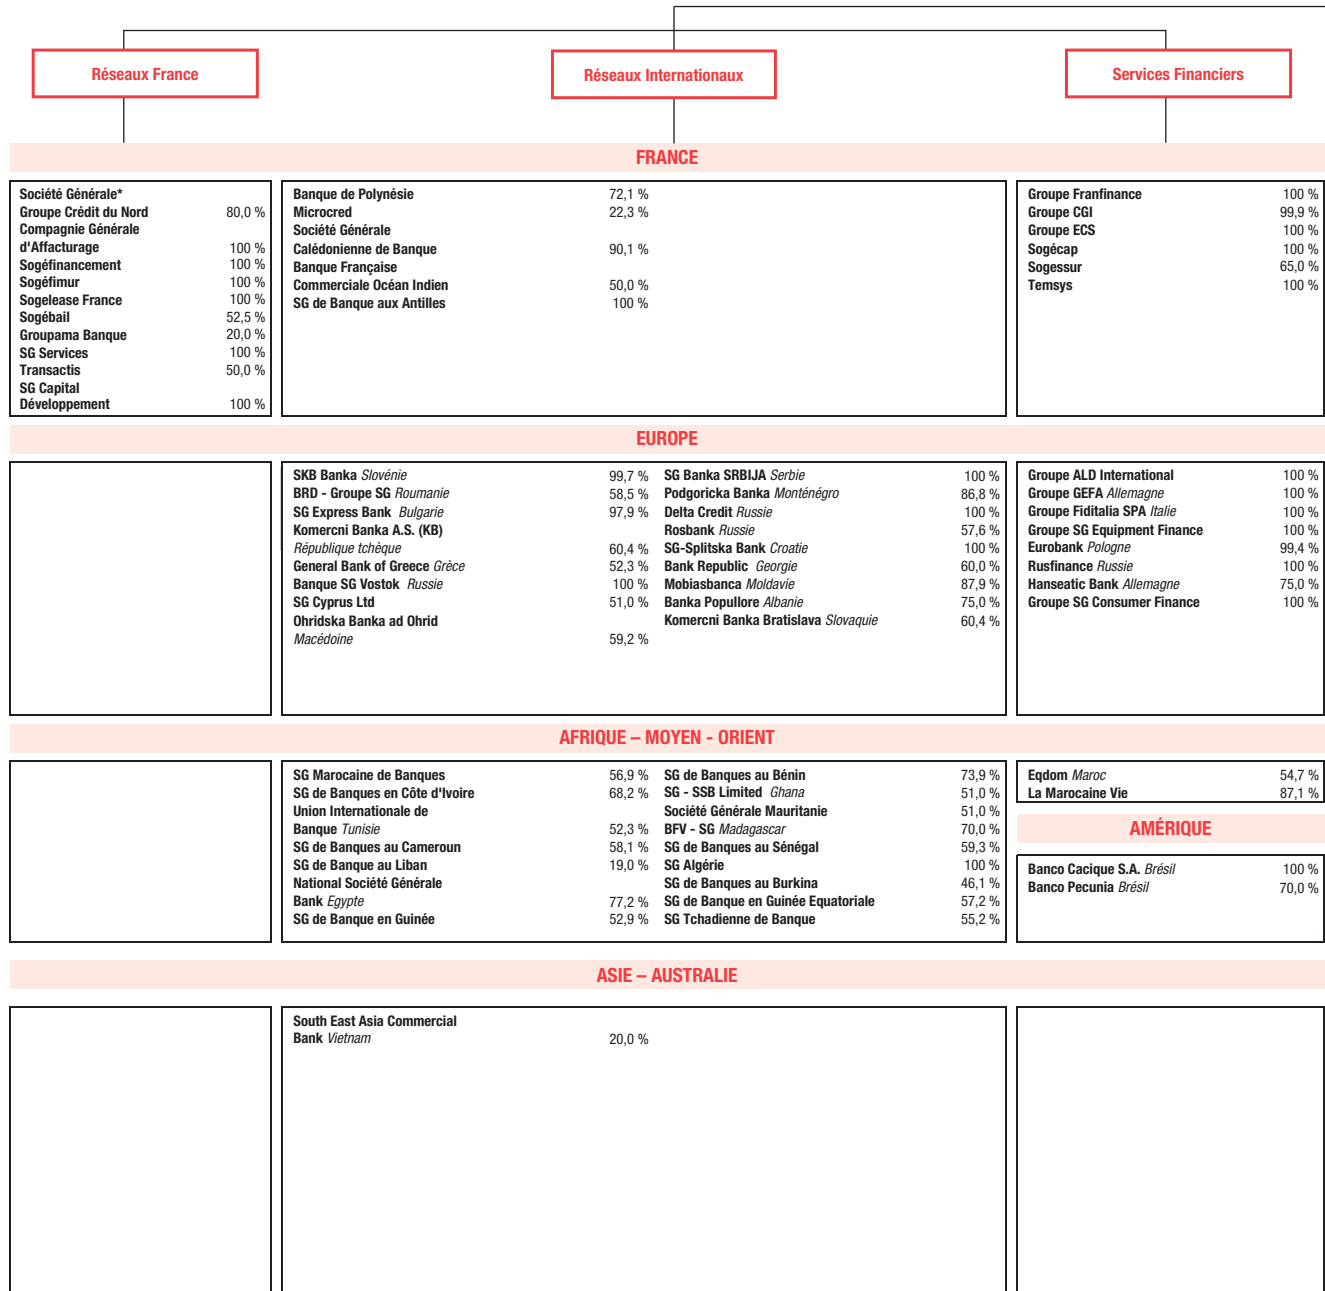 Réseaux France
Réseaux Internationaux
Services Financiers
FRANCE
Société Générale*
Groupe Crédit du Nord 80,0 %
Compagnie Générale
d'Affacturage 100 %
Sogéfinancement 100 %
Sogéfimur 100 %
Sogelease France 100 %
Sogébail 52,5 %
Groupama Banque 20,0 %
SG Services 100 %
Transactis 50,0 %
SG Capital
Développement 100 %
Banque de Polynésie 72,1 %
Microcred 22,3 %
Société Générale
Calédonienne de Banque 90,1 %
Banque Française
Commerciale Océan Indien 50,0 %
SG de Banque aux Antilles 100 %
Groupe Franfinance 100 %
Groupe CGI 99,9 %
Groupe ECS 100 %
Sogécap 100 %
Sogessur 65,0 %
Temsys 100 %
EUROPE
SKB Banka Slovénie 99,7 %
BRD - Groupe SG Roumanie 58,5 %
SG Express Bank Bulgarie 97,9 %
Komercni Banka A.S. (KB)
République tchèque 60,4 %
General Bank of Greece Grèce 52,3 %
Banque SG Vostok Russie 100 %
SG Cyprus Ltd 51,0 %
Ohridska Banka ad Ohrid
Macédoine 59,2 %
SG Banka SRBIJA Serbie 100 %
Podgoricka Banka Monténégro 86,8 %
Delta Credit Russie 100 %
Rosbank Russie 57,6 %
SG-Splitska Bank Croatie 100 %
Bank Republic Georgie 60,0 %
Mobiasbanca Moldavie 87,9 %
Banka Popullore Albanie 75,0 %
Komercni Banka Bratislava Slovaquie 60,4 %
Groupe ALD International 100 %
Groupe GEFA Allemagne 100 %
Groupe Fiditalia SPA Italie 100 %
Groupe SG Equipment Finance 100 %
Eurobank Pologne 99,4 %
Rusfinance Russie 100 %
Hanseatic Bank Allemagne 75,0 %
Groupe SG Consumer Finance 100 %
AFRIQUE – MOYEN - ORIENT
SG Marocaine de Banques 56,9 %
SG de Banques en Côte d'Ivoire 68,2 %
Union Internationale de
Banque Tunisie 52,3 %
SG de Banques au Cameroun 58,1 %
SG de Banque au Liban 19,0 %
National Société Générale
Bank Egypte 77,2 %
SG de Banque en Guinée 52,9 %
SG de Banques au Bénin 73,9 %
SG - SSB Limited Ghana 51,0 %
Société Générale Mauritanie 51,0 %
BFV - SG Madagascar 70,0 %
SG de Banques au Sénégal 59,3 %
SG Algérie 100 %
SG de Banques au Burkina 46,1 %
SG de Banque en Guinée Equatoriale 57,2 %
SG Tchadienne de Banque 55,2 %
Eqdom Maroc 54,7 %
La Marocaine Vie 87,1 %
AMÉRIQUE
Banco Cacique S.A. Brésil 100 %
Banco Pecunia Brésil 70,0 %
ASIE – AUSTRALIE
South East Asia Commercial
Bank Vietnam 20,0 %